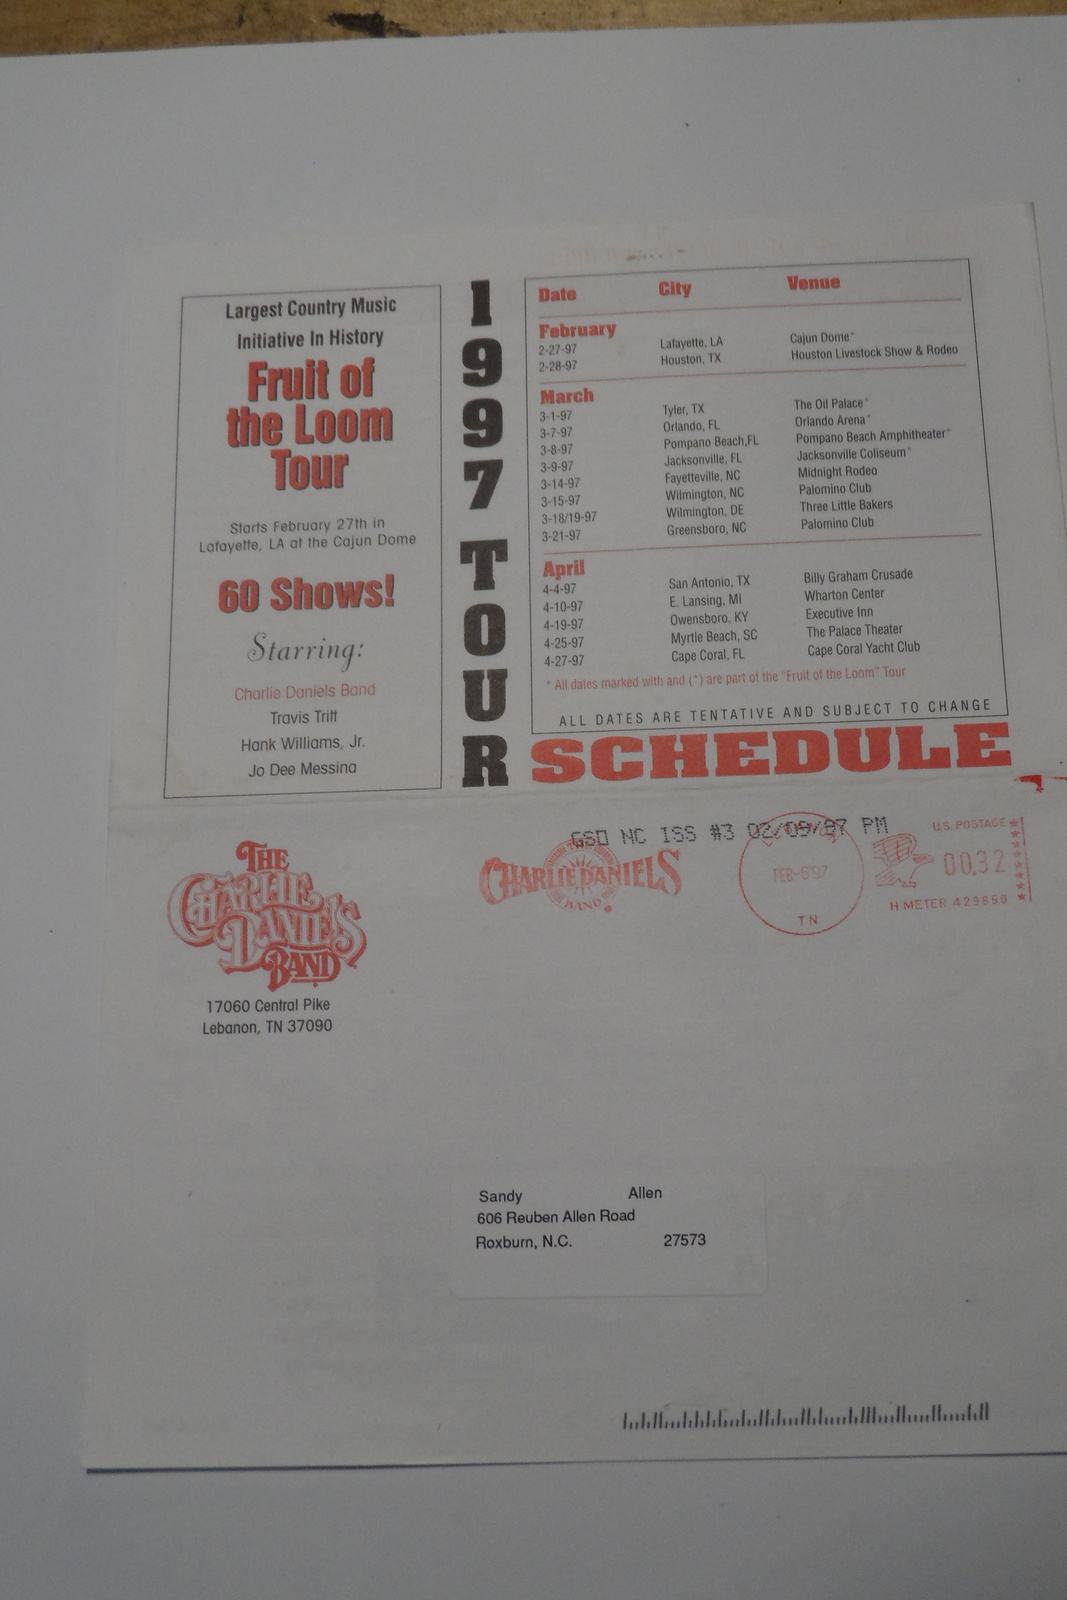 Largest Country Music
Initiative In History
Fruit of
the Loom
Tour
Starts February 27th in
Lafayette, LA at the Cajun Dome
60 Shows!
Starring:
Charlie Daniels Band
Travis Tritt
Hank Williams, Jr.
Jo Dee Messina
1997 TOUR
Date City Venue
February
2-27-97 Lafayette, LA Cajun Dome*
2-28-97 Houston, TX Houston Livestock Show & Rodeo
March
3-1-97 Tyler, TX The Oil Palace*
3-7-97 Orlando, FL Orlando Arena*
3-8-97 Pompano Beach,FL Pompano Beach Amphitheater*
3-9-97 Jacksonville, FL Jacksonville Coliseum*
3-14-97 Fayetteville, NC Midnight Rodeo
3-15-97 Wilmington, NC Palomino Club
3-18/19-97 Wilmington, DE Three Little Bakers
3-21-97 Greensboro, NC Palomino Club
April
4-4-97 San Antonio, TX Billy Graham Crusade
4-10-97 E. Lansing, MI Wharton Center
4-19-97 Owensboro, KY Executive Inn
4-25-97 Myrtle Beach, SC The Palace Theater
4-27-97 Cape Coral, FL Cape Coral Yacht Club
* All dates marked with and (*) are part of the "Fruit of the Loom" Tour
ALL DATES ARE TENTATIVE AND SUBJECT TO CHANGE
SCHEDULE
GSO NC ISS #3 02/09/97 PM
THE
CHARLIE
DANIELS
BAND
17060 Central Pike
Lebanon, TN 37090
CHARLIE DANIELS
BAND
FEB-6'97
TN
U.S. POSTAGE
00.32
H METER 429850
Sandy Allen
606 Reuben Allen Road
Roxburn, N.C. 27573